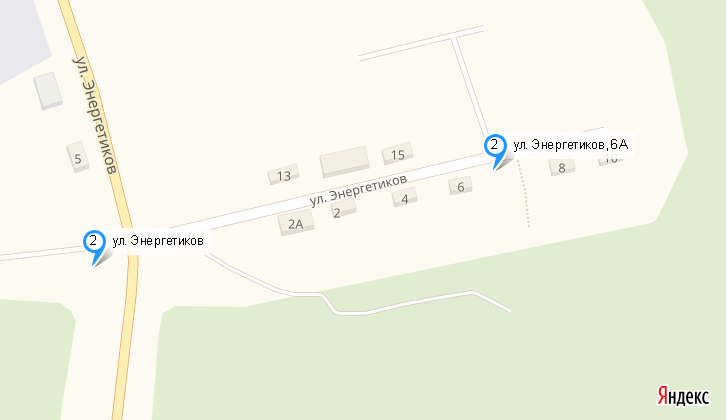 ул. Энергетиков
5
13
15
2
ул. Энергетиков, 6А
8
10
6
4
2
2А
ул. Энергетиков
2
ул. Энергетиков
Яндекс